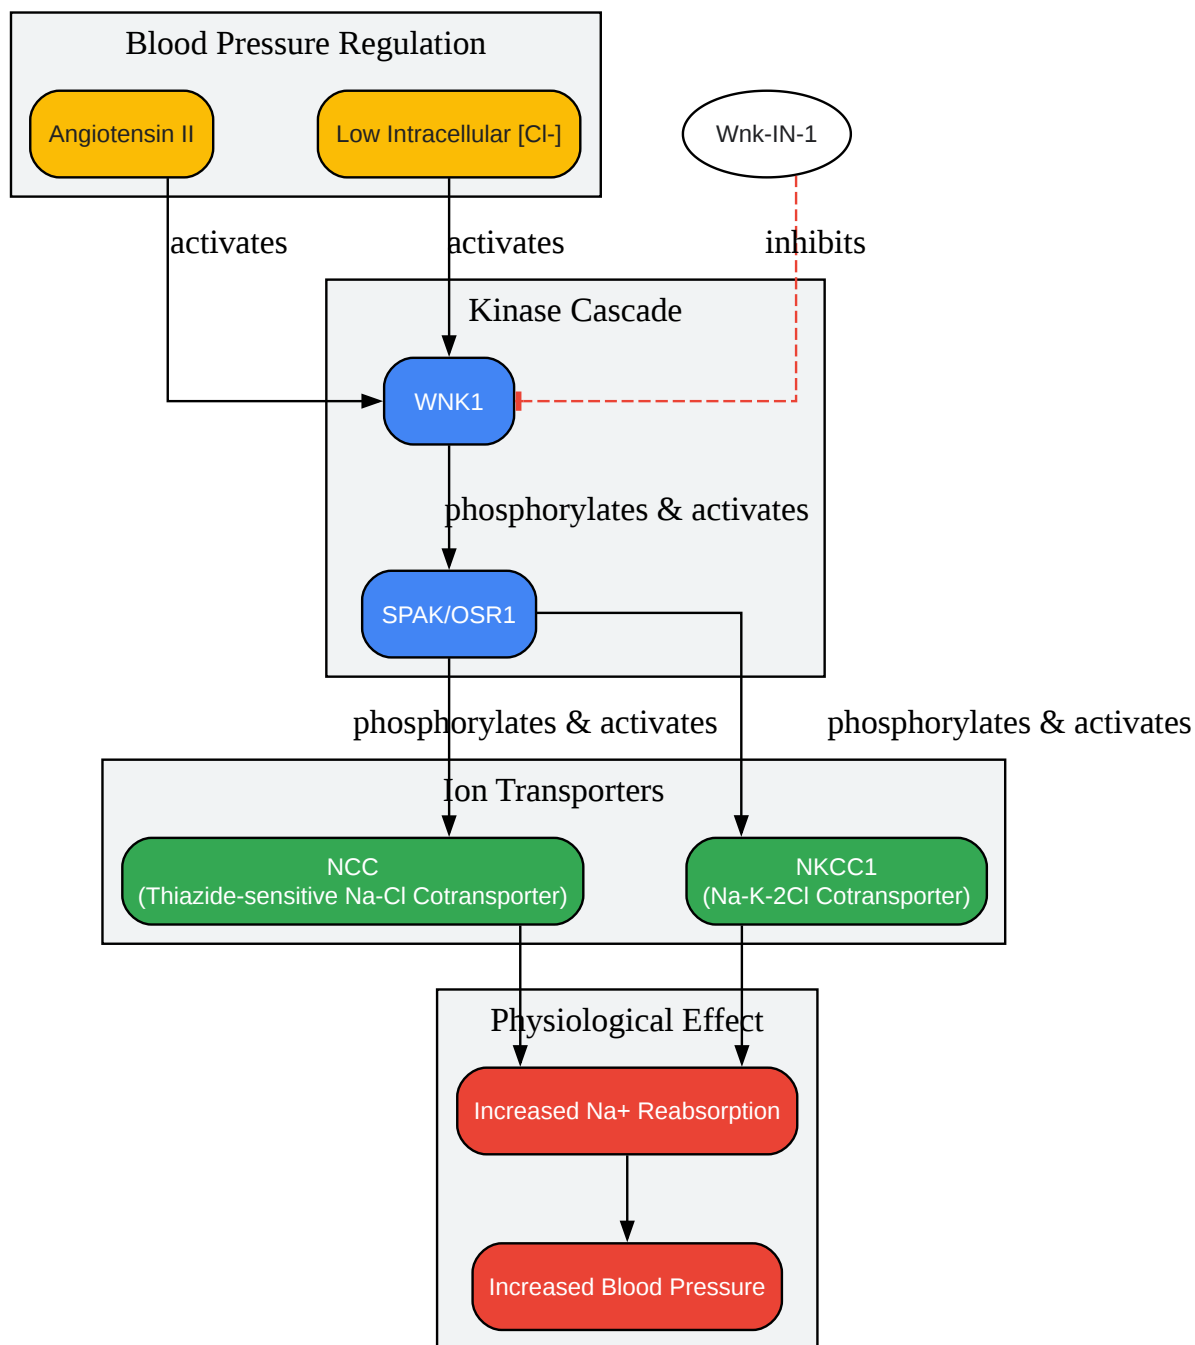 Blood Pressure Regulation
Angiotensin II
Low Intracellular [Cl-]
Wnk-IN-1
activates
activates
inhibits
Kinase Cascade
WNK1
phosphorylates & activates
SPAK/OSR1
phosphorylates & activates
phosphorylates & activates
Ion Transporters
NCC
(Thiazide-sensitive Na-Cl Cotransporter)
NKCC1
(Na-K-2Cl Cotransporter)
Physiological Effect
Increased Na+ Reabsorption
Increased Blood Pressure